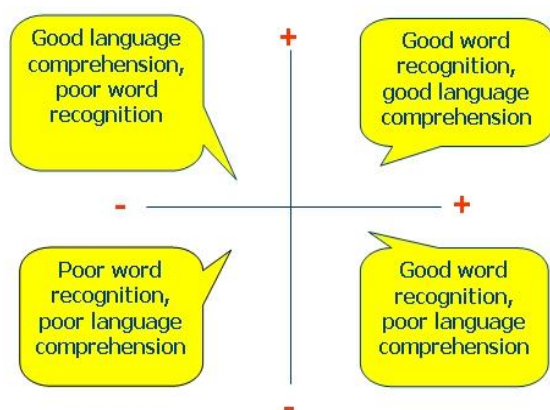 Good language
comprehension,
poor word
recognition
+
Good word
recognition,
good language
comprehension
-
+
Poor word
recognition,
poor language
comprehension
Good word
recognition,
poor language
comprehension
-